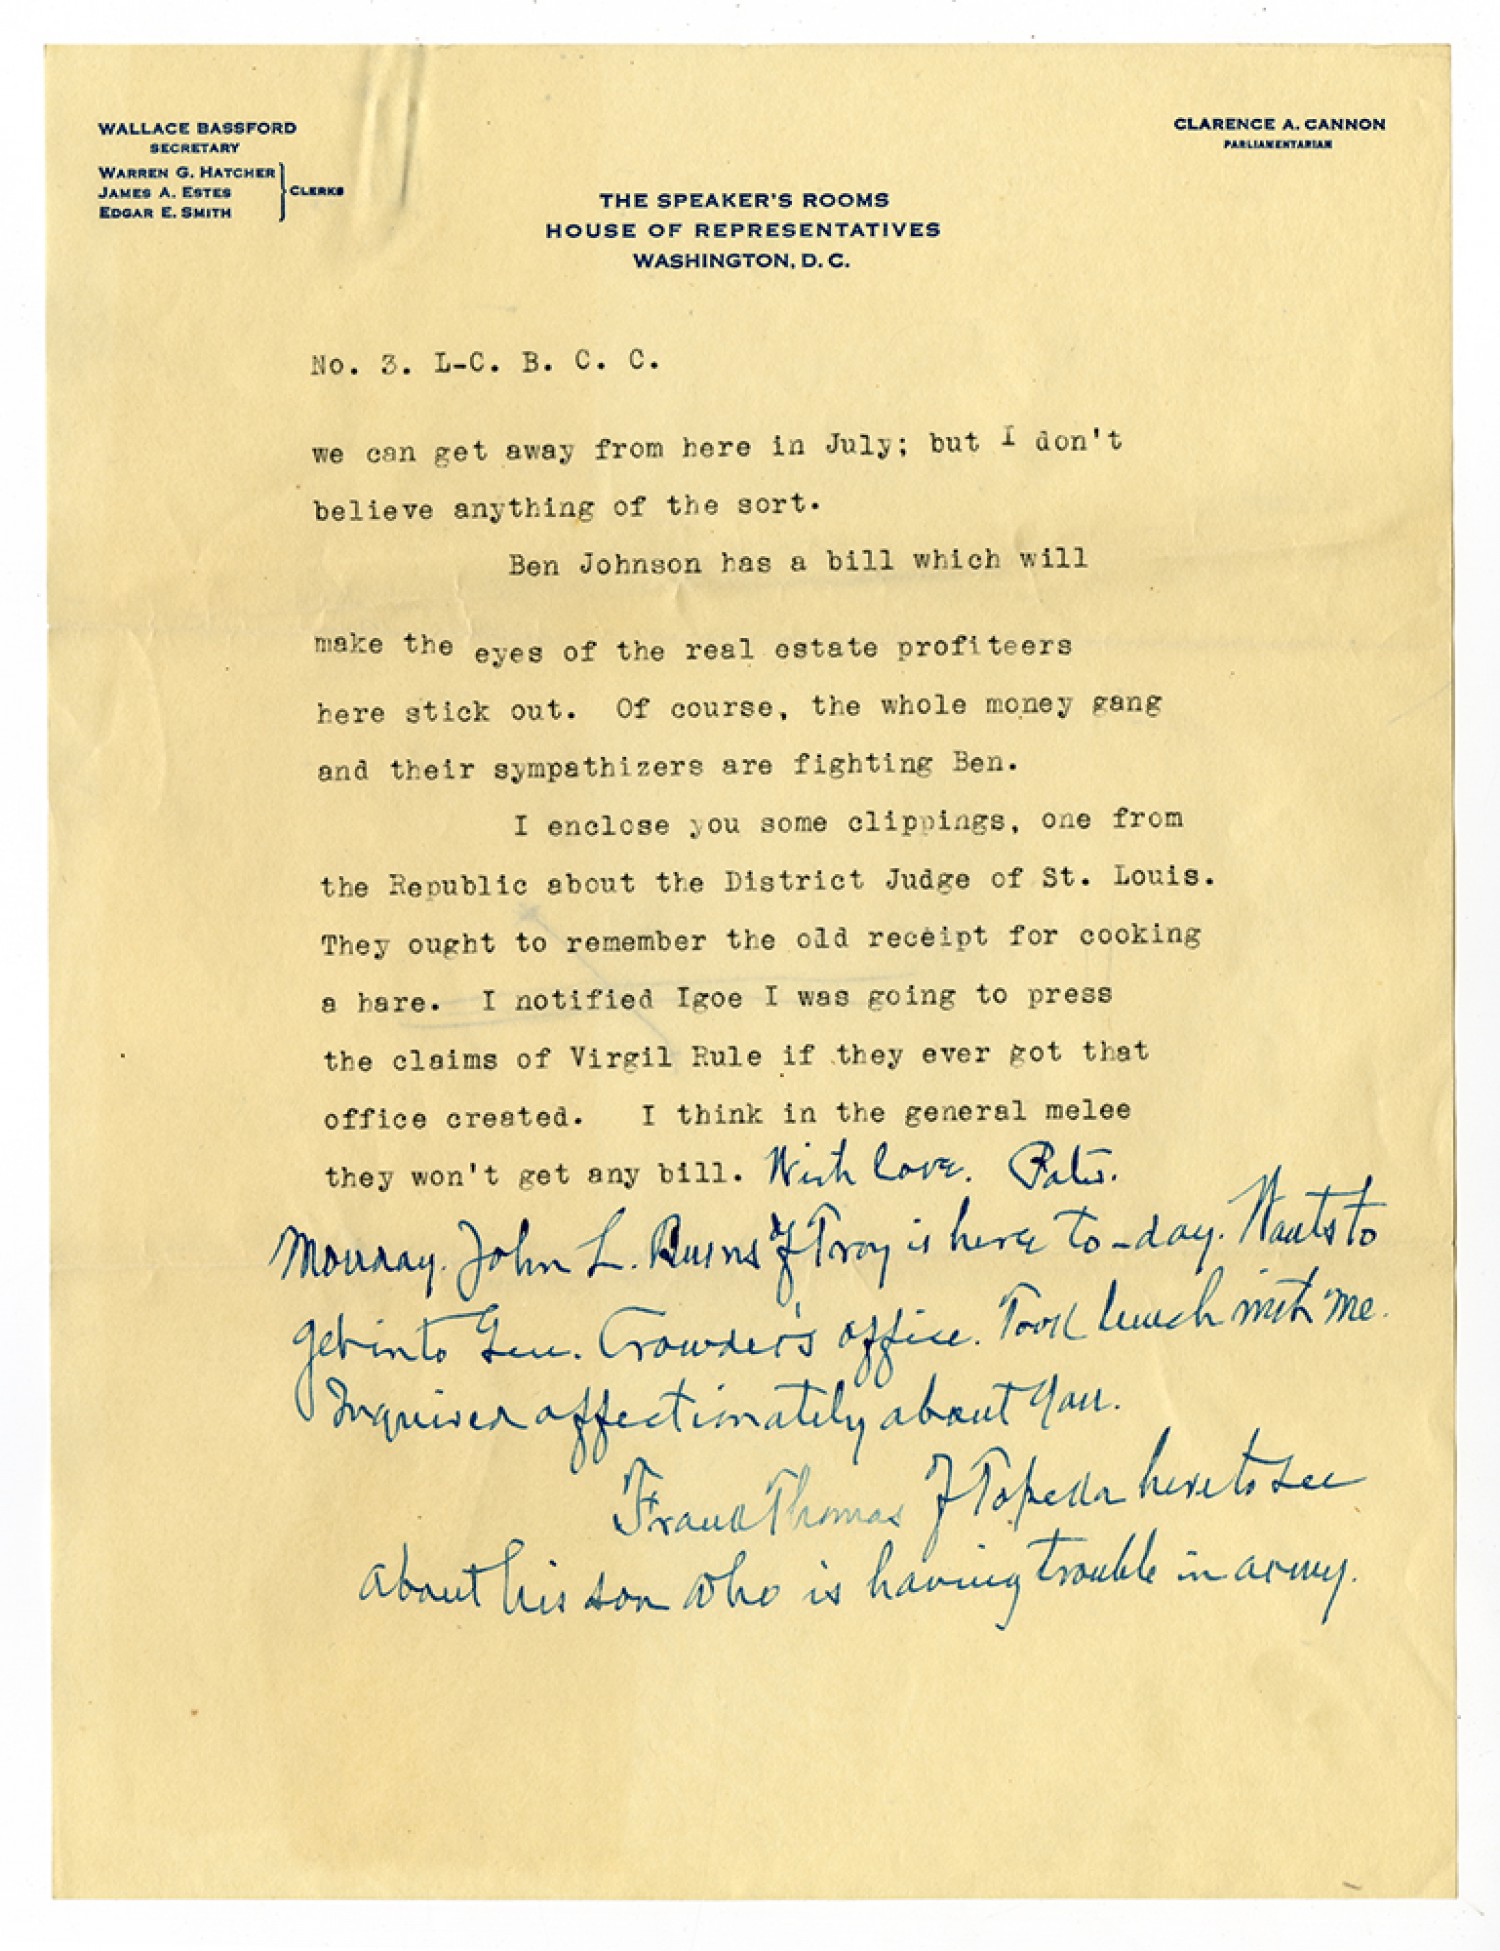 WALLACE BASSFORD
SECRETARY
WARREN G. HATCHER
JAMES A. ESTES
EDGAR E. SMITH
CLERKS
CLARENCE A. CANNON
PARLIAMENTARIAN
THE SPEAKER'S ROOMS
HOUSE OF REPRESENTATIVES
WASHINGTON, D. C.
No. 3. L-C. B. C. C.
we can get away from here in July; but I don't
believe anything of the sort.
Ben Johnson has a bill which will
make the eyes of the real estate profiteers
here stick out. Of course, the whole money gang
and their sympathizers are fighting Ben.
I enclose you some clippings, one from
the Republic about the District Judge of St. Louis.
They ought to remember the old receipt for cooking
a hare. I notified Igoe I was going to press
the claims of Virgil Rule if they ever got that
office created. I think in the general melee
they won't get any bill. With love.
Monday. John L. Burns of Troy is here to-day. Wants to
get into Gen. Crowder's office. Took lunch with me.
Inquired affectionately about you.
Frank Thomas of Topeka here to see
about his son who is having trouble in army.